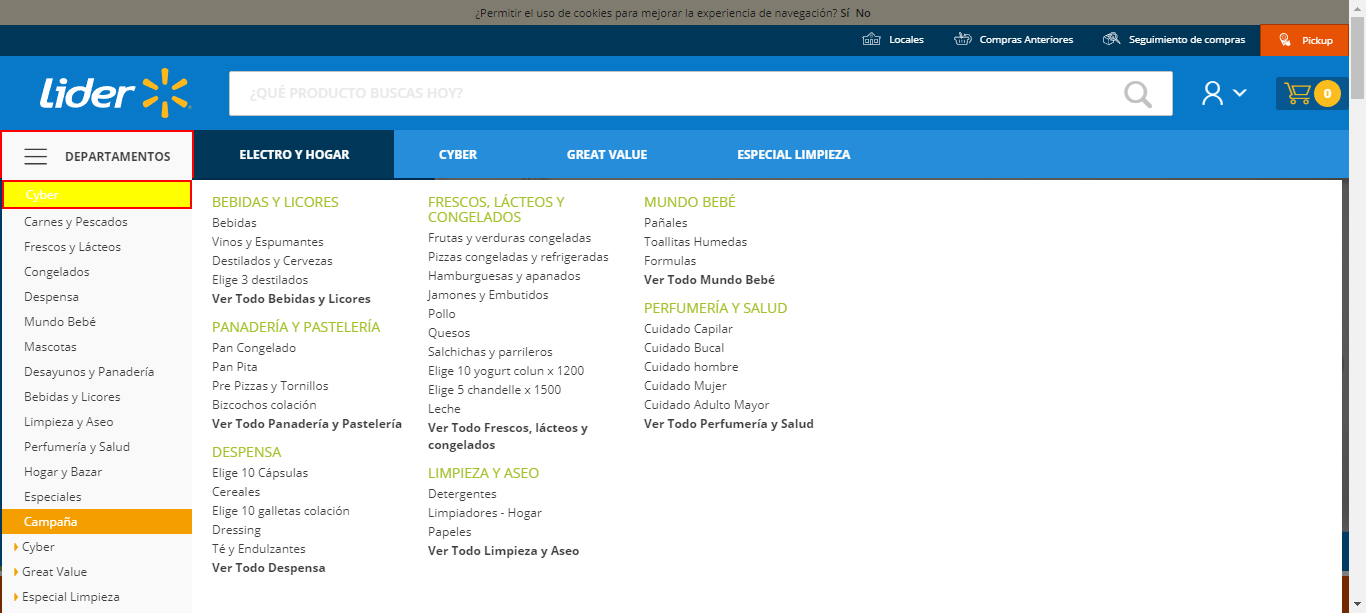 ¿Permitir el uso de cookies para mejorar la experiencia de navegación? Sí No
Locales
Compras Anteriores
Seguimiento de compras
Pickup
Lider
¿QUÉ PRODUCTO BUSCAS HOY?
0
DEPARTAMENTOS
ELECTRO Y HOGAR
CYBER
GREAT VALUE
ESPECIAL LIMPIEZA
Cyber
Carnes y Pescados
Frescos y Lácteos
Congelados
Despensa
Mundo Bebé
Mascotas
Desayunos y Panadería
Bebidas y Licores
Limpieza y Aseo
Perfumería y Salud
Hogar y Bazar
Especiales
Campaña
Cyber
Great Value
Especial Limpieza
BEBIDAS Y LICORES
Bebidas
Vinos y Espumantes
Destilados y Cervezas
Elige 3 destilados
Ver Todo Bebidas y Licores
PANADERÍA Y PASTELERÍA
Pan Congelado
Pan Pita
Pre Pizzas y Tornillos
Bizcochos colación
Ver Todo Panadería y Pastelería
DESPENSA
Elige 10 Cápsulas
Cereales
Elige 10 galletas colación
Dressing
Té y Endulzantes
Ver Todo Despensa
FRESCOS, LÁCTEOS Y
CONGELADOS
Frutas y verduras congeladas
Pizzas congeladas y refrigeradas
Hamburguesas y apanados
Jamones y Embutidos
Pollo
Quesos
Salchichas y parrileros
Elige 10 yogurt colun x 1200
Elige 5 chandelle x 1500
Leche
Ver Todo Frescos, lácteos y
congelados
LIMPIEZA Y ASEO
Detergentes
Limpiadores - Hogar
Papeles
Ver Todo Limpieza y Aseo
MUNDO BEBÉ
Pañales
Toallitas Humedas
Formulas
Ver Todo Mundo Bebé
PERFUMERÍA Y SALUD
Cuidado Capilar
Cuidado Bucal
Cuidado hombre
Cuidado Mujer
Cuidado Adulto Mayor
Ver Todo Perfumería y Salud